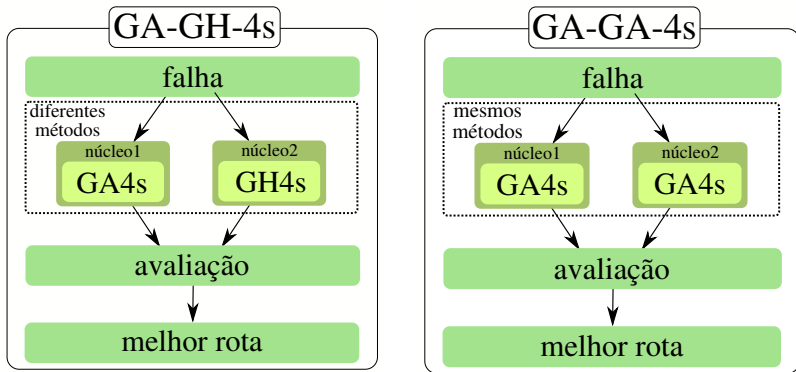 GA-GH-4s
falha
diferentes
métodos
núcleo1
GA4s
núcleo2
GH4s
avaliação
melhor rota
GA-GA-4s
falha
mesmos
métodos
núcleo1
GA4s
núcleo2
GA4s
avaliação
melhor rota